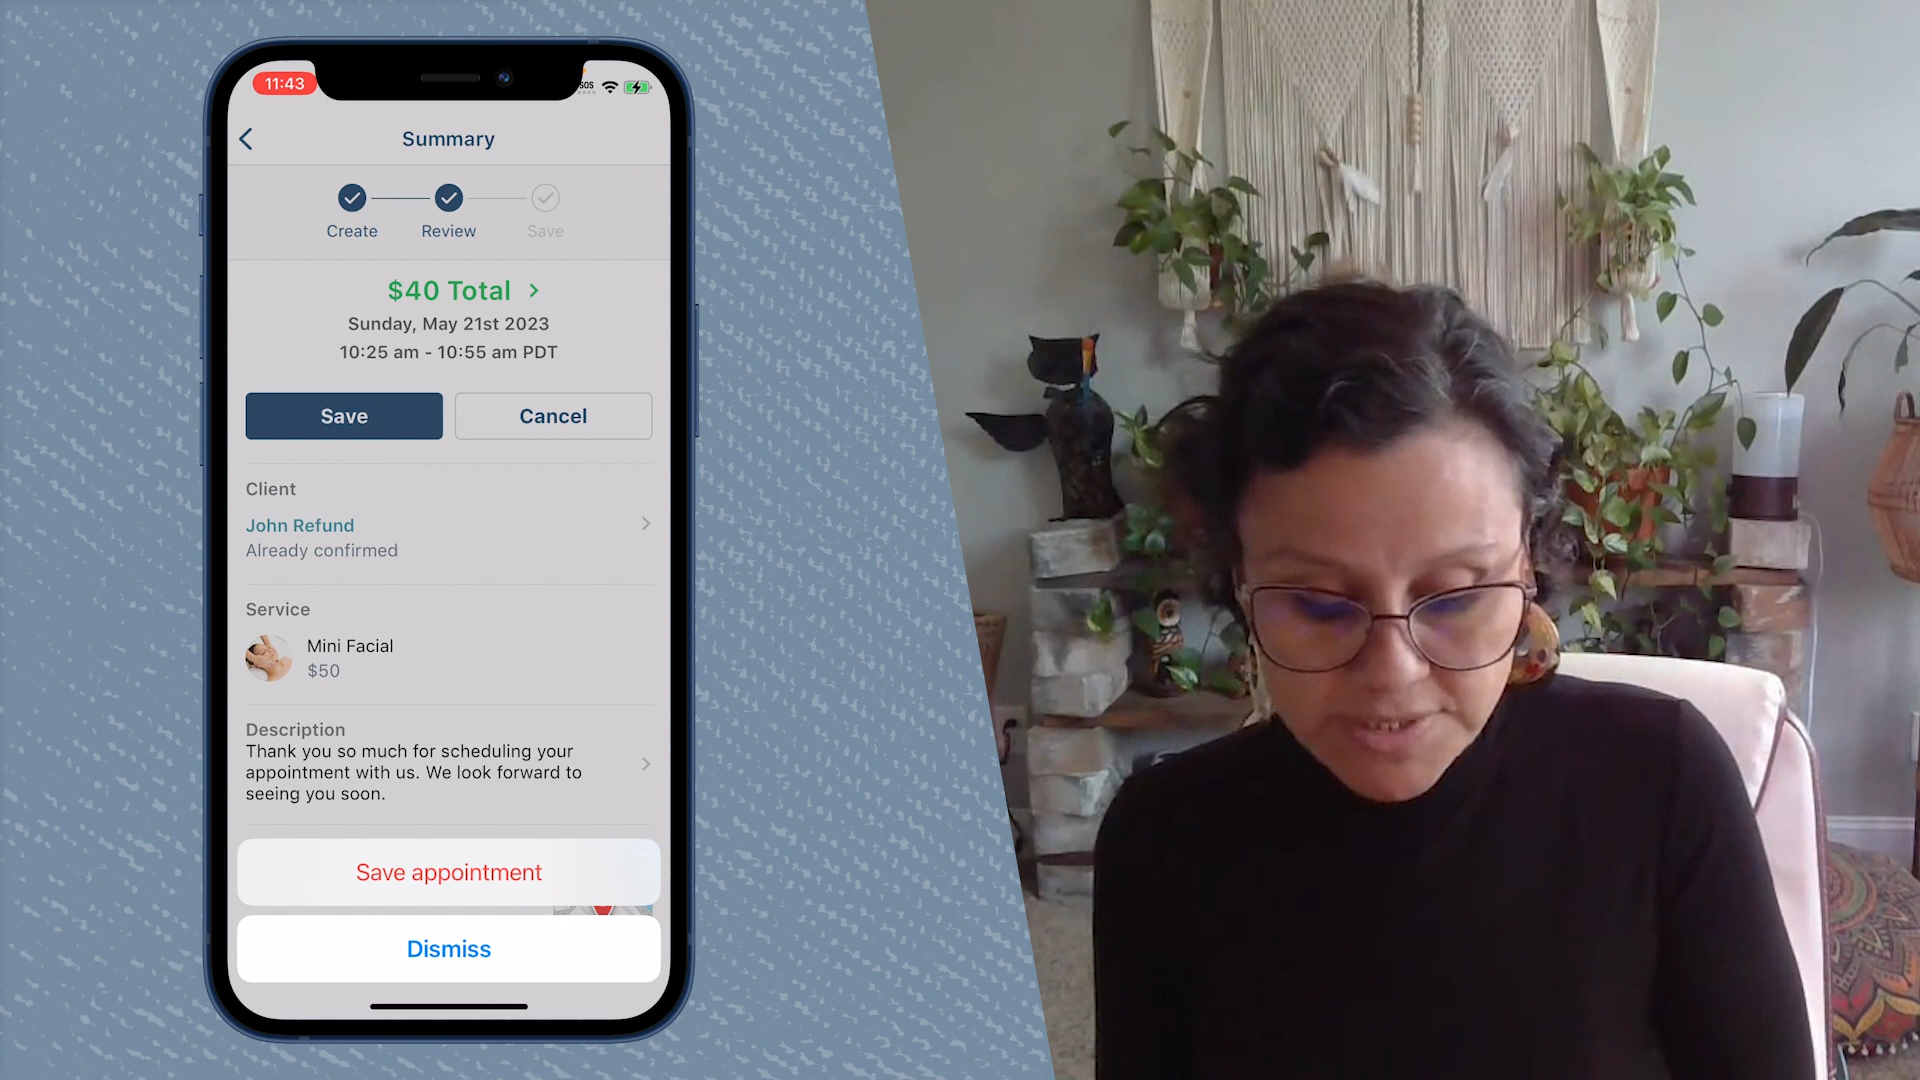 11:43
SOS
Summary
Create
Review
Save
$40 Total
Sunday, May 21st 2023
10:25 am - 10:55 am PDT
Save
Cancel
Client
John Refund
Already confirmed
Service
Mini Facial
$50
Description
Thank you so much for scheduling your
appointment with us. We look forward to
seeing you soon.
Save appointment
Dismiss